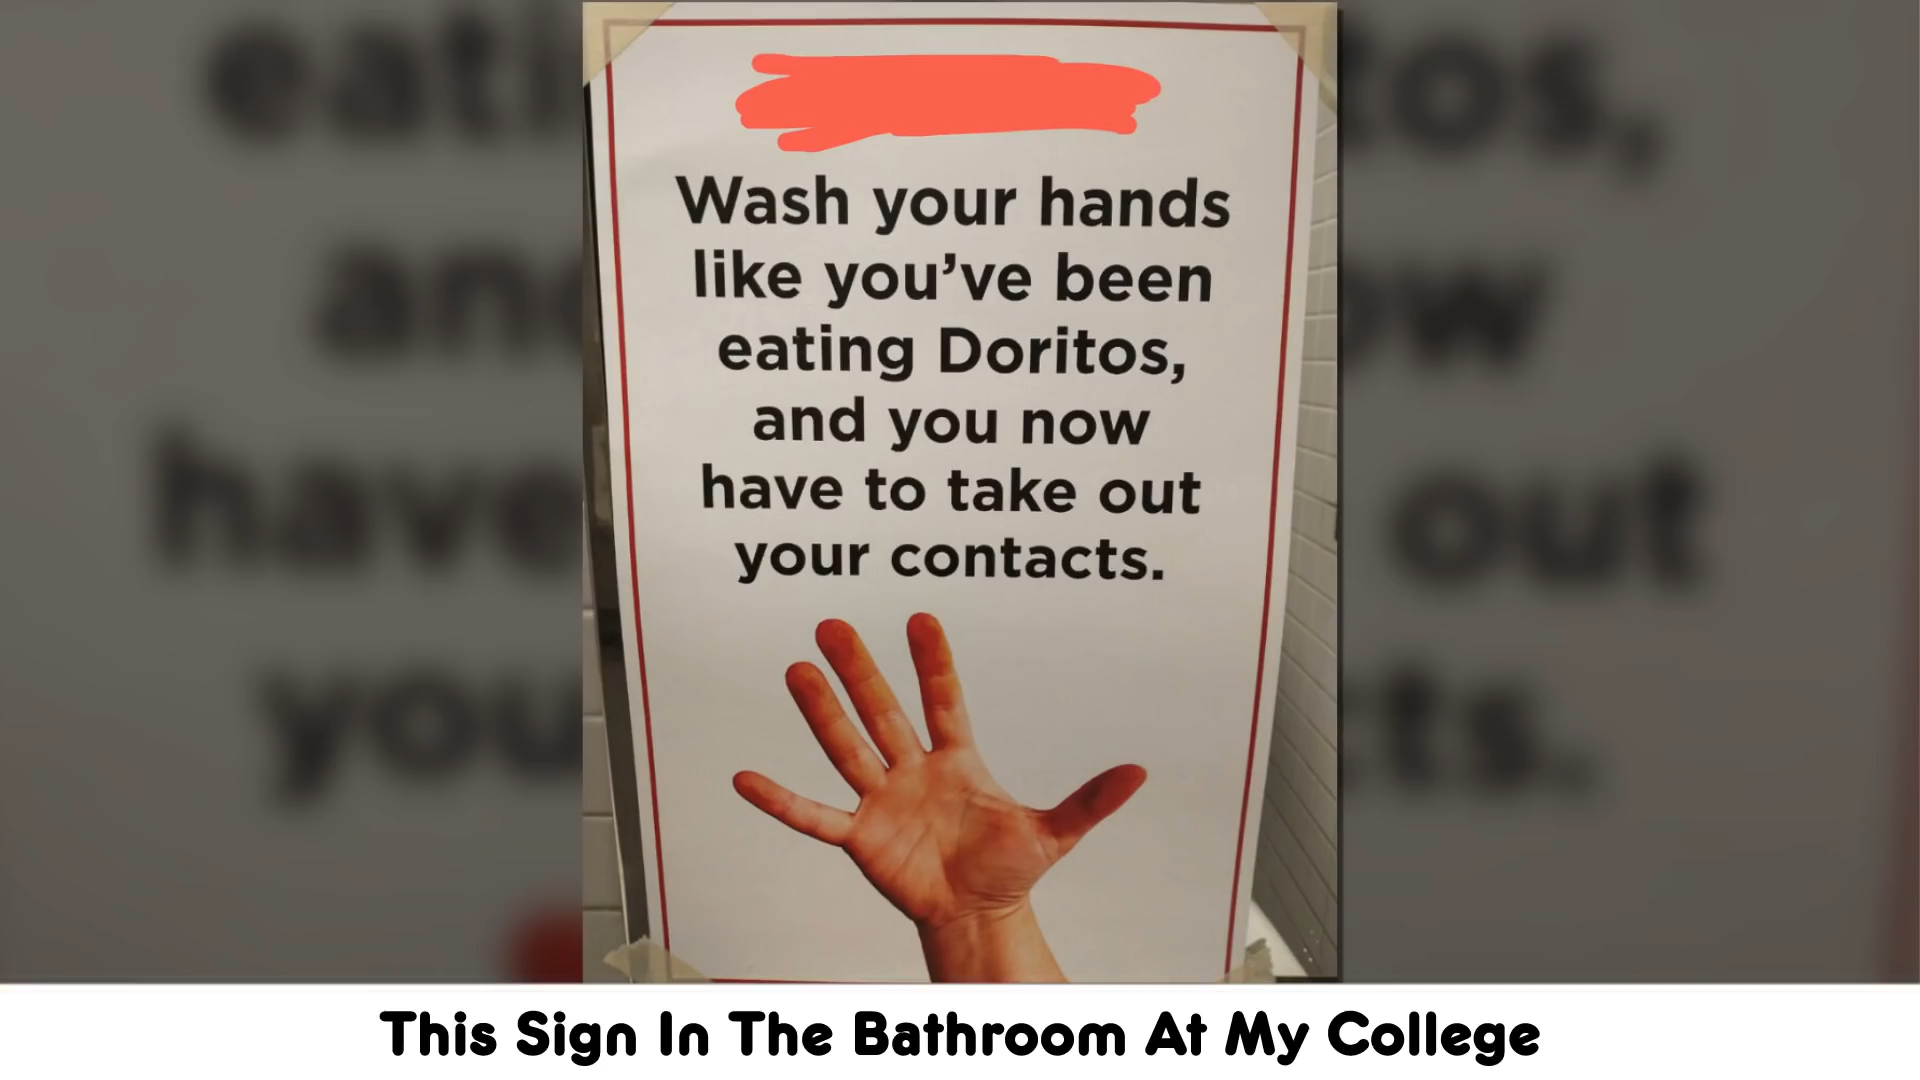 Wash your hands
like you've been
eating Doritos,
and you now
have to take out
your contacts.
This Sign In The Bathroom At My College